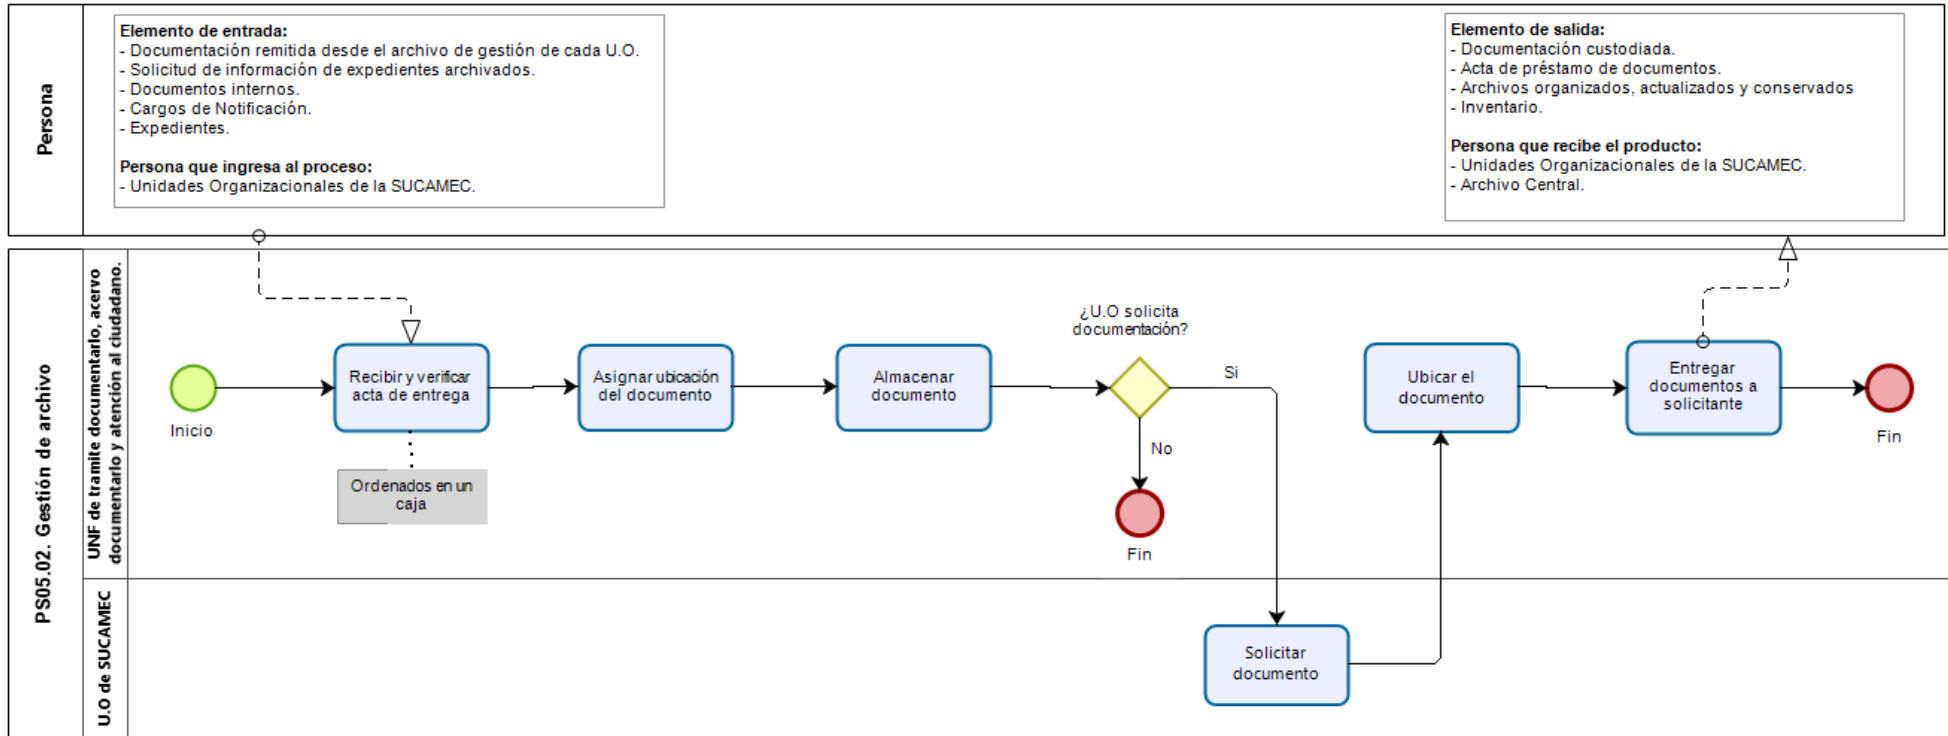 Persona
Elemento de entrada:
- Documentación remitida desde el archivo de gestión de cada U.O.
- Solicitud de información de expedientes archivados.
- Documentos internos.
- Cargos de Notificación.
- Expedientes.
Persona que ingresa al proceso:
- Unidades Organizacionales de la SUCAMEC.
Elemento de salida:
- Documentación custodiada.
- Acta de préstamo de documentos.
- Archivos organizados, actualizados y conservados
- Inventario.
Persona que recibe el producto:
- Unidades Organizacionales de la SUCAMEC.
- Archivo Central.
PS05.02. Gestión de archivo
UNF de tramite documentario, acervo
documentario y atención al ciudadano.
Inicio
Recibir y verificar
acta de entrega
Ordenados en un
caja
Asignar ubicación
del documento
Almacenar
documento
¿U.O solicita
documentación?
Si
No
Fin
Ubicar el
documento
Entregar
documentos a
solicitante
Fin
U.O de SUCAMEC
Solicitar
documento